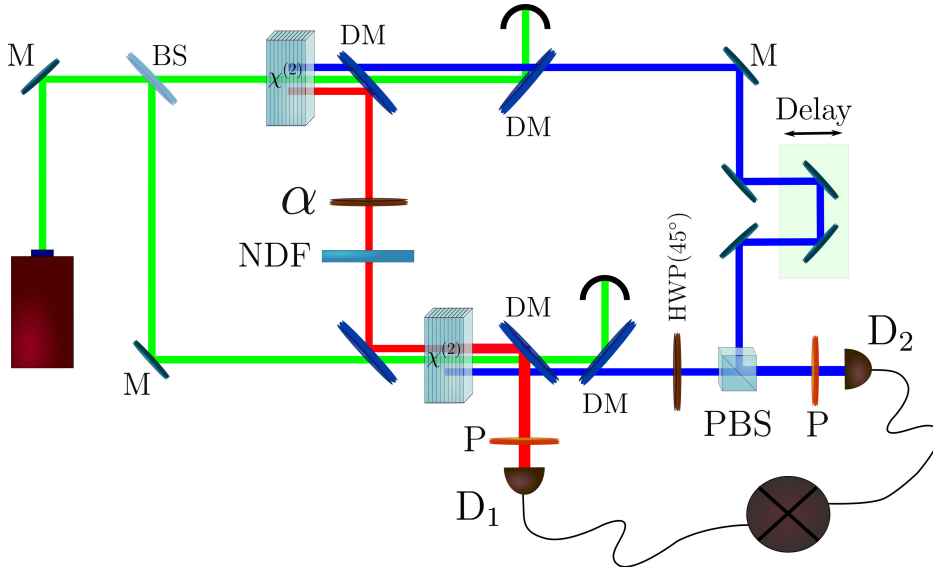 M
BS
DM
M
χ(2)
DM
Delay
α
NDF
HWP(45°)
DM
D2
χ(2)
M
DM
PBS
P
P
D1